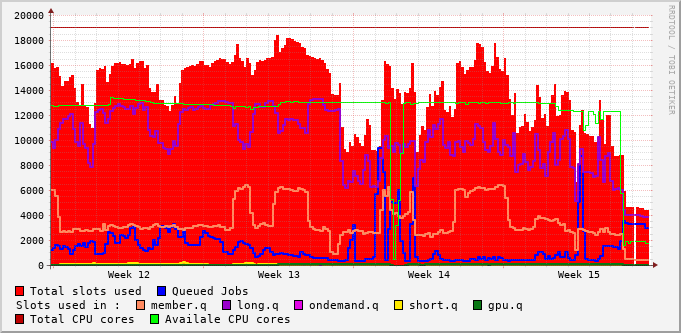 20000
18000
16000
14000
12000
10000
8000
6000
4000
2000
0
Week 12 Week 13 Week 14 Week 15
RRDTOOL / TOBI OETIKER
Total slots used Queued Jobs
Slots used in : member.q long.q ondemand.q short.q gpu.q
Total CPU cores Availale CPU cores